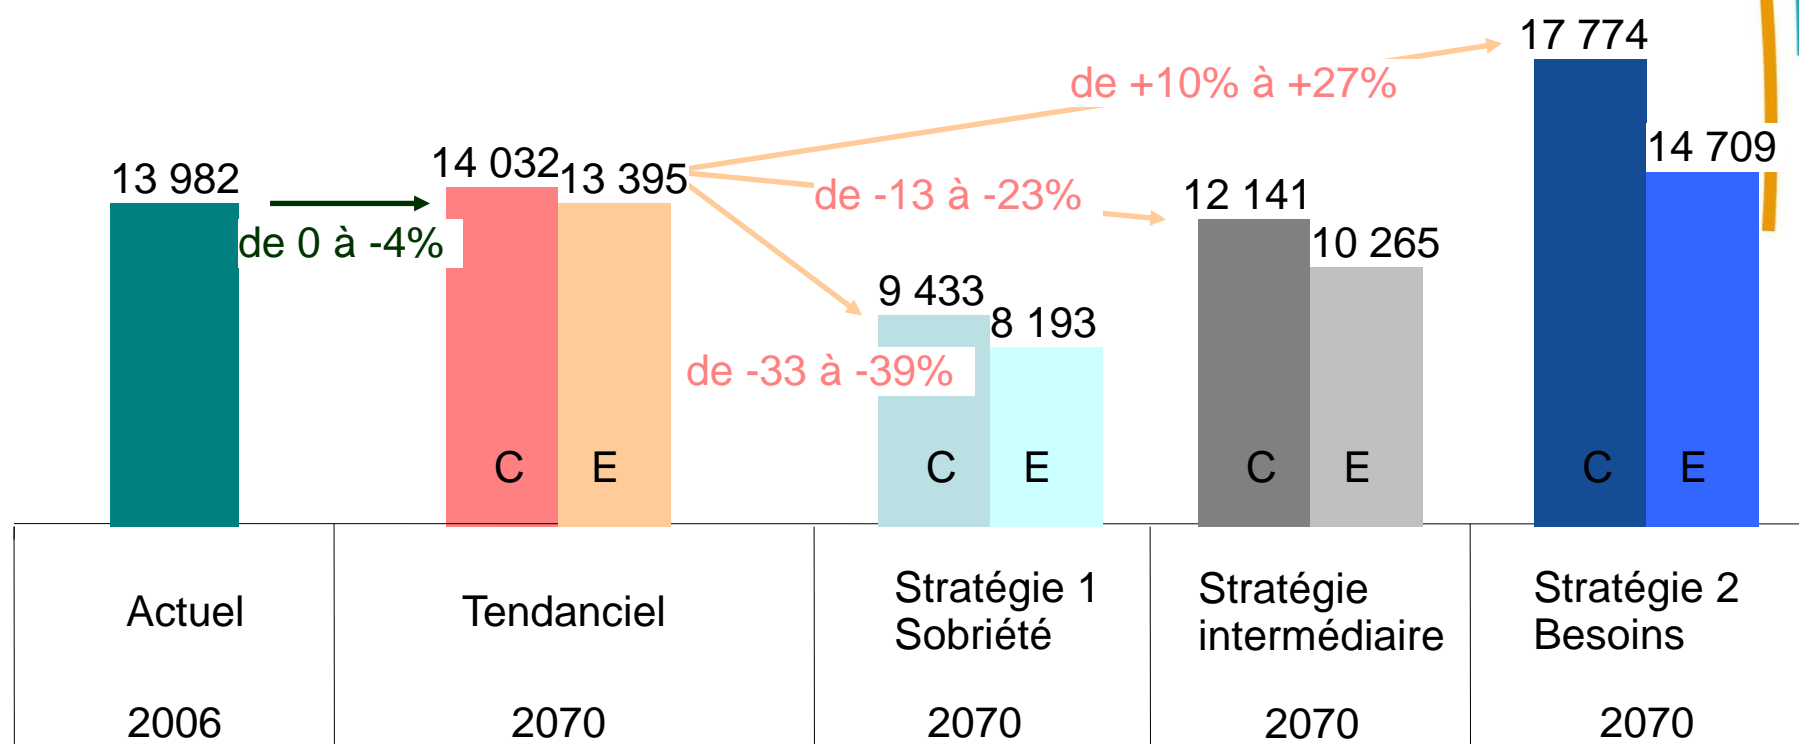 17 774
de +10% à +27%
14 709
13 982
14 032
13 395
de 0 à -4%
de -13 à -23%
12 141
10 265
9 433
8 193
de -33 à -39%
C
E
C
E
C
E
C
E
Actuel
2006
Tendanciel
2070
Stratégie 1
Sobriété
2070
Stratégie
intermédiaire
2070
Stratégie 2
Besoins
2070